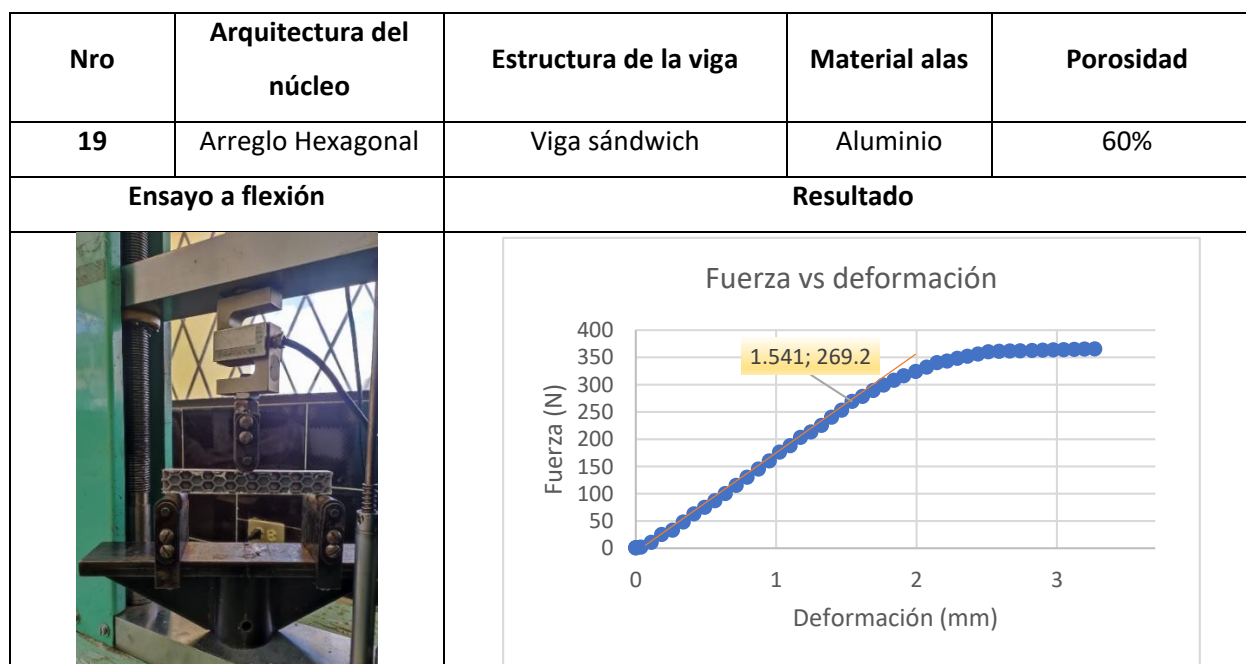 Nro
Arquitectura del
núcleo
Estructura de la viga
Material alas
Porosidad
19
Arreglo Hexagonal
Viga sándwich
Aluminio
60%
Ensayo a flexión
Resultado
Fuerza vs deformación
400
350
300
250
200
150
100
50
0
Fuerza (N)
1.541; 269.2
0
1
2
3
Deformación (mm)